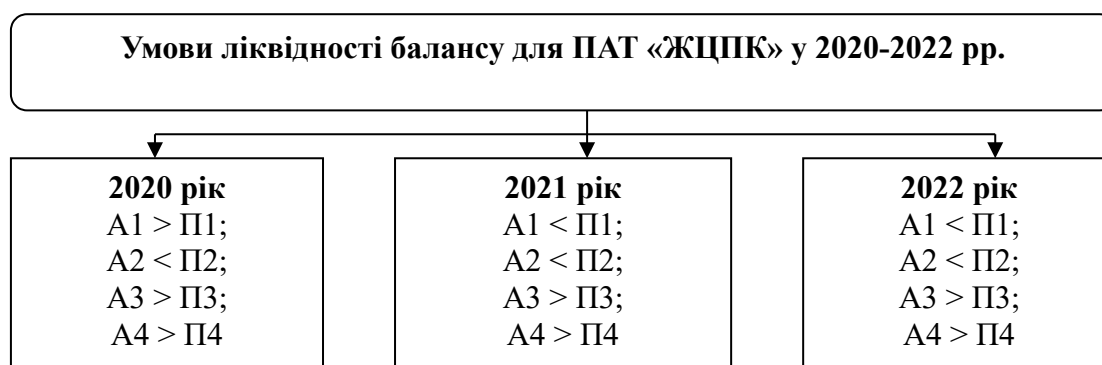 Умови ліквідності балансу для ПАТ «ЖЦПК» у 2020-2022 рр.
2020 рік
А1 > П1;
А2 < П2;
А3 > П3;
А4 > П4
2021 рік
А1 < П1;
А2 < П2;
А3 > П3;
А4 > П4
2022 рік
А1 < П1;
А2 < П2;
А3 > П3;
А4 > П4